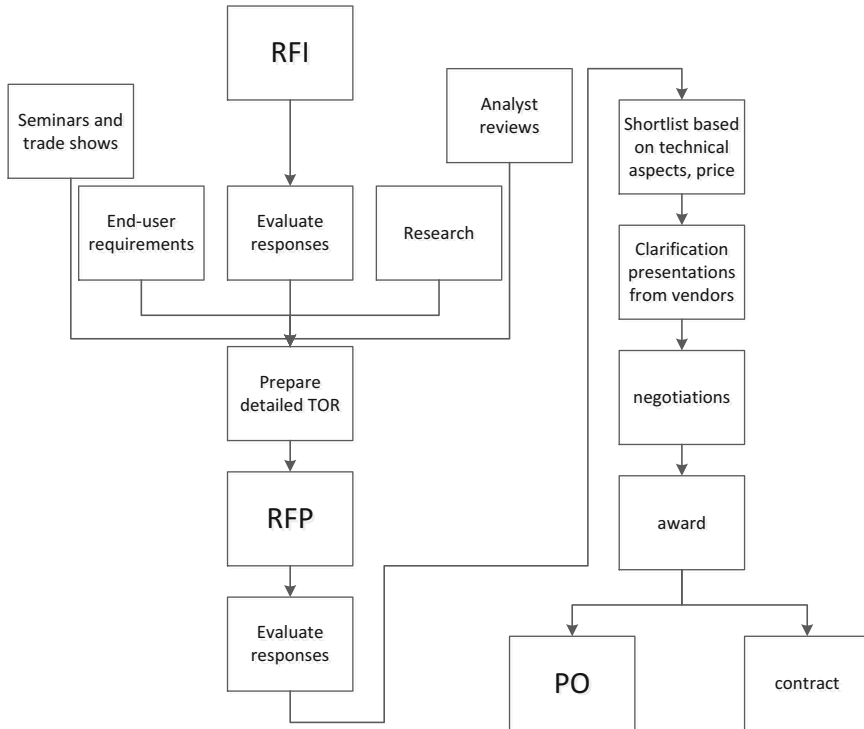 RFI
Seminars and
trade shows
Analyst
reviews
End-user
requirements
Evaluate
responses
Research
Prepare
detailed TOR
RFP
Evaluate
responses
Shortlist based
on technical
aspects, price
Clarification
presentations
from vendors
negotiations
award
PO
contract